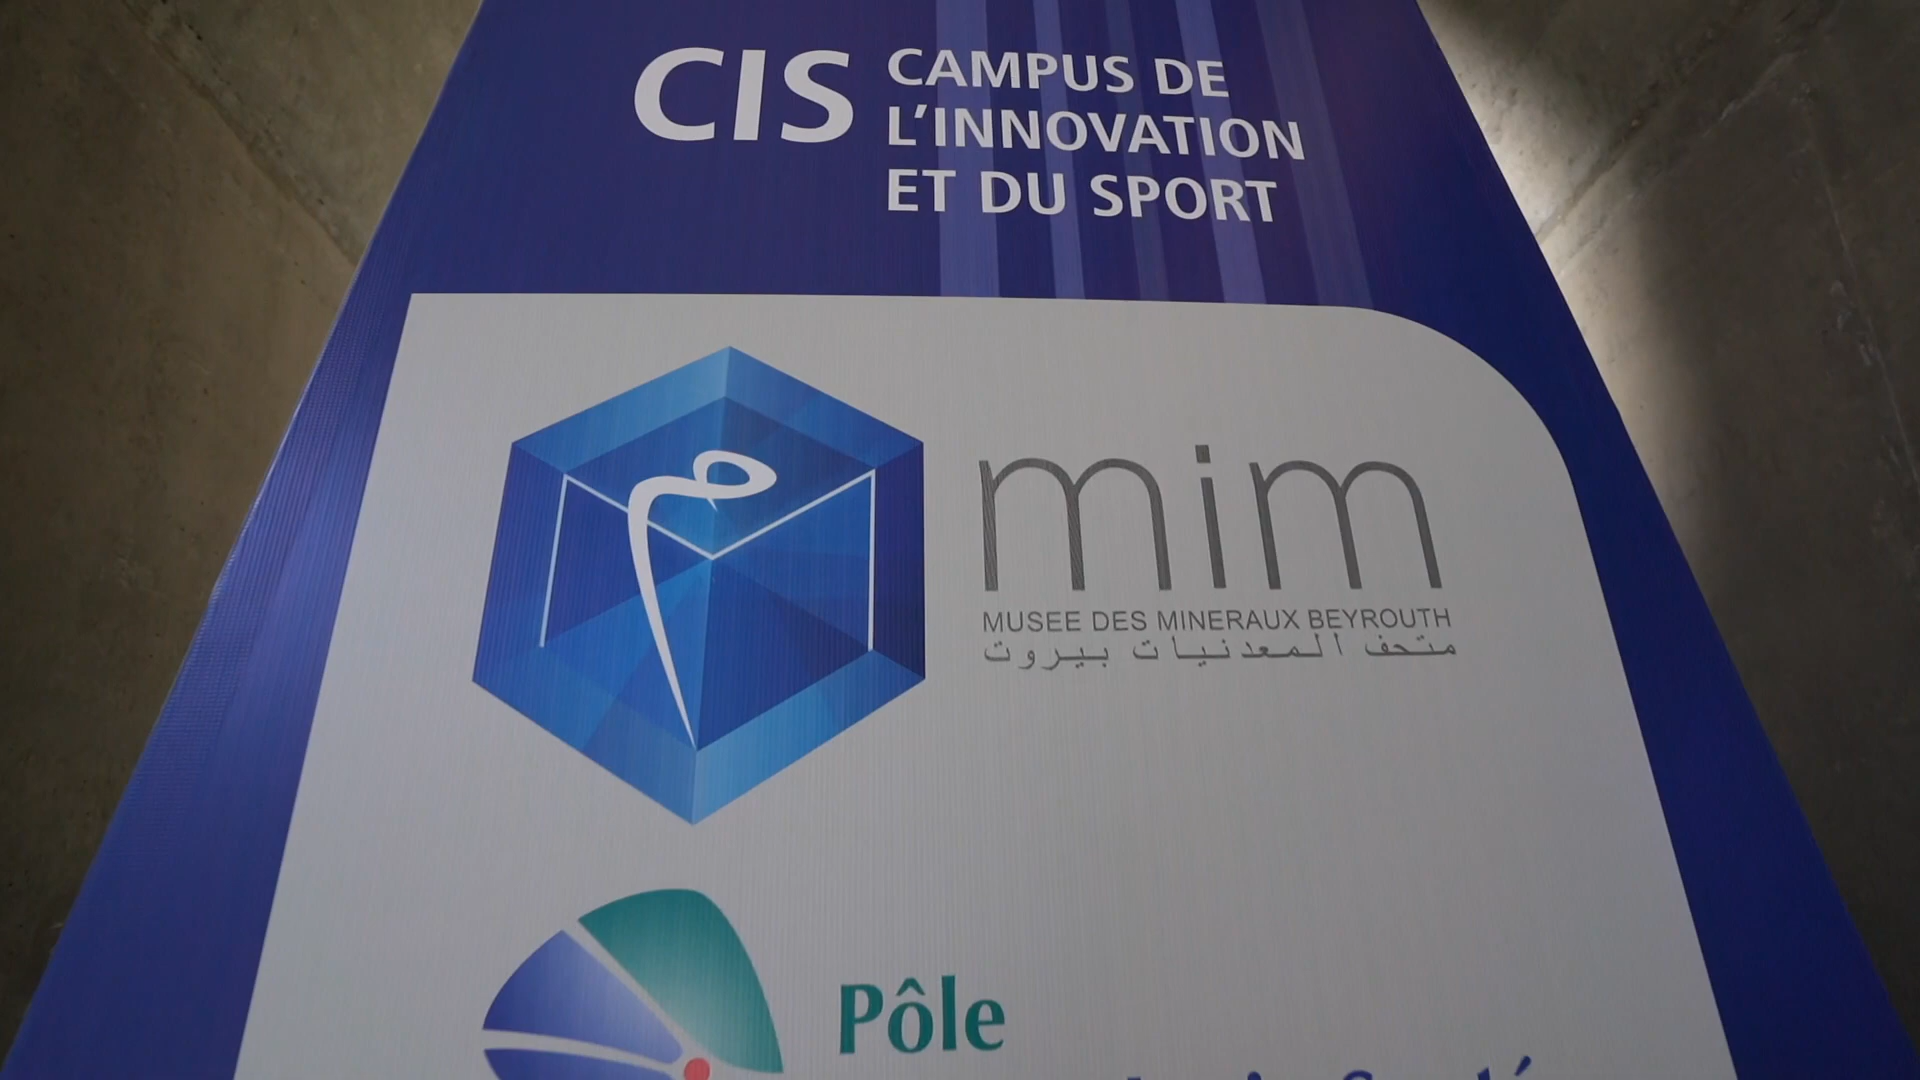 CIS
CAMPUS DE
L'INNOVATION
ET DU SPORT
م
mim
MUSEE DES MINERAUX BEYROUTH
متحف المعدنيات بيروت
Pôle